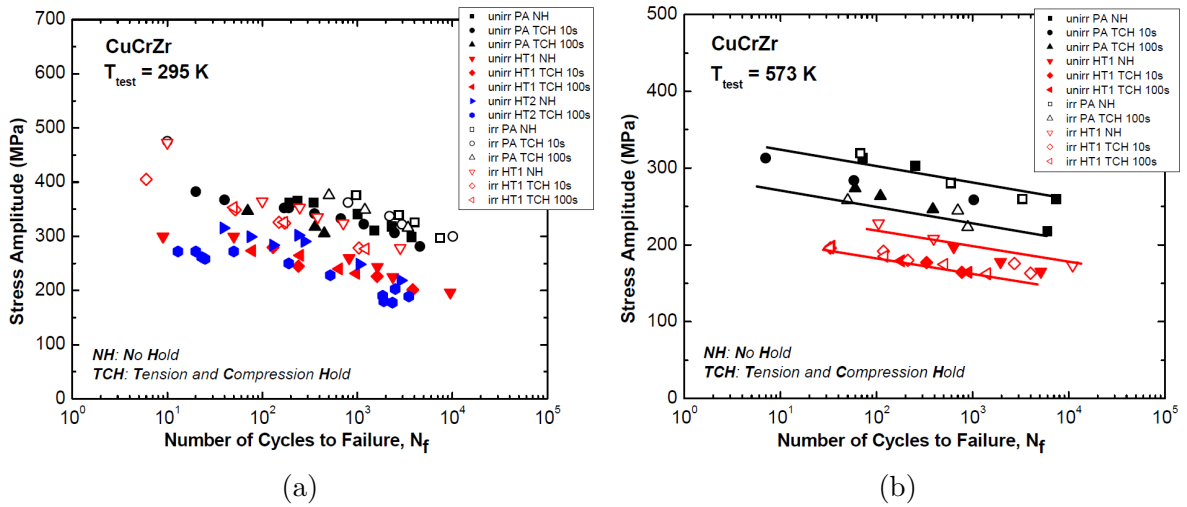 (a)
CuCrZr
T_test = 295 K
unirr PA NH
unirr PA TCH 10s
unirr PA TCH 100s
unirr HT1 NH
unirr HT1 TCH 10s
unirr HT1 TCH 100s
unirr HT2 NH
unirr HT2 TCH 100s
irr PA NH
irr PA TCH 10s
irr PA TCH 100s
irr HT1 NH
irr HT1 TCH 10s
irr HT1 TCH 100s
700
600
500
400
300
200
100
0
Stress Amplitude (MPa)
NH: No Hold
TCH: Tension and Compression Hold
10^0 10^1 10^2 10^3 10^4 10^5
Number of Cycles to Failure, N_f
(a)
(b)
CuCrZr
T_test = 573 K
unirr PA NH
unirr PA TCH 10s
unirr PA TCH 100s
unirr HT1 NH
unirr HT1 TCH 10s
unirr HT1 TCH 100s
irr PA NH
irr PA TCH 100s
irr HT1 NH
irr HT1 TCH 10s
irr HT1 TCH 100s
500
400
300
200
100
0
Stress Amplitude (MPa)
NH: No Hold
TCH: Tension and Compression Hold
10^0 10^1 10^2 10^3 10^4 10^5
Number of Cycles to Failure, N_f
(b)